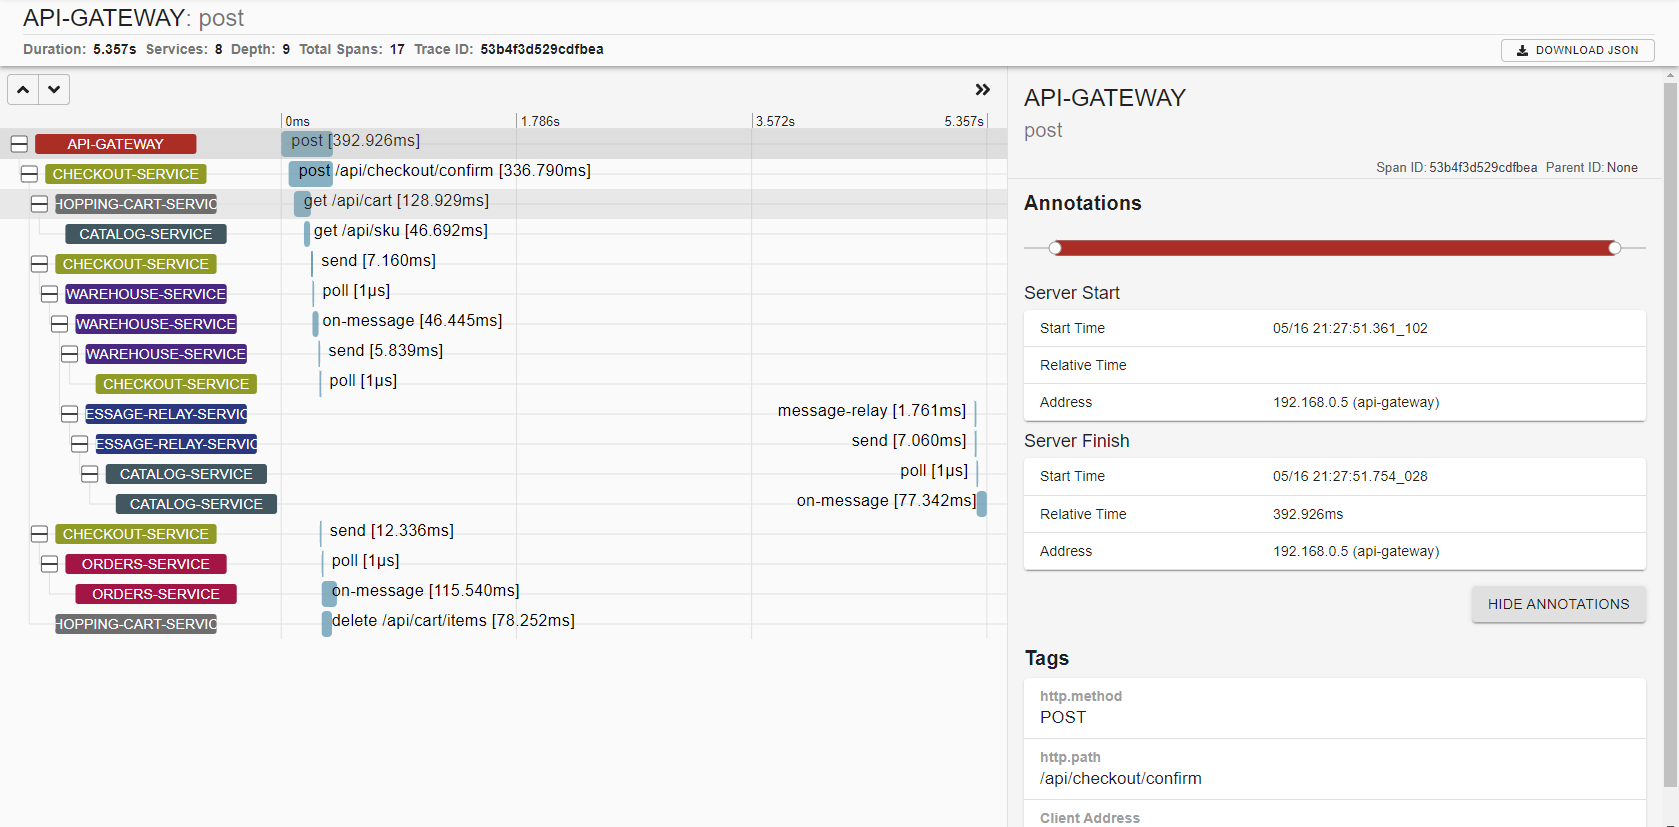 API-GATEWAY: post
Duration: 5.357s Services: 8 Depth: 9 Total Spans: 17 Trace ID: 53b4f3d529cdfbea
DOWNLOAD JSON
0ms 1.786s 3.572s 5.357s
API-GATEWAY post [392.926ms]
CHECKOUT-SERVICE post /api/checkout/confirm [336.790ms]
HOPPING-CART-SERVIC get /api/cart [128.929ms]
CATALOG-SERVICE get /api/sku [46.692ms]
CHECKOUT-SERVICE send [7.160ms]
WAREHOUSE-SERVICE poll [1μs]
WAREHOUSE-SERVICE on-message [46.445ms]
WAREHOUSE-SERVICE send [5.839ms]
CHECKOUT-SERVICE poll [1μs]
ESSAGE-RELAY-SERVIC message-relay [1.761ms]
ESSAGE-RELAY-SERVIC send [7.060ms]
CATALOG-SERVICE poll [1μs]
CATALOG-SERVICE on-message [77.342ms]
CHECKOUT-SERVICE send [12.336ms]
ORDERS-SERVICE poll [1μs]
ORDERS-SERVICE on-message [115.540ms]
HOPPING-CART-SERVIC delete /api/cart/items [78.252ms]
API-GATEWAY
post
Span ID: 53b4f3d529cdfbea Parent ID: None
Annotations
Server Start
Start Time 05/16 21:27:51.361_102
Relative Time
Address 192.168.0.5 (api-gateway)
Server Finish
Start Time 05/16 21:27:51.754_028
Relative Time 392.926ms
Address 192.168.0.5 (api-gateway)
HIDE ANNOTATIONS
Tags
http.method
POST
http.path
/api/checkout/confirm
Client Address